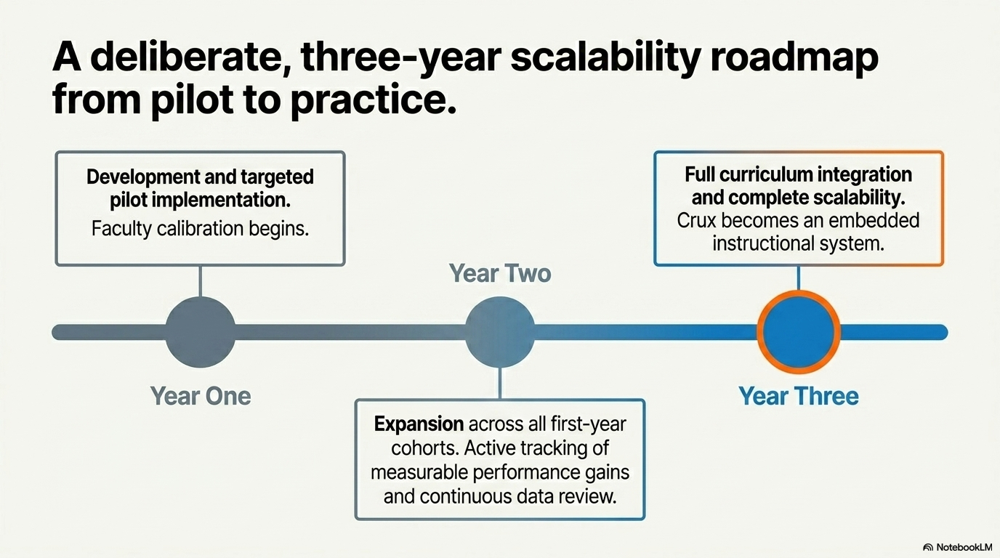 A deliberate, three-year scalability roadmap
from pilot to practice.
Development and targeted
pilot implementation.
Faculty calibration begins.
Year One
Year Two
Expansion across all first-year
cohorts. Active tracking of
measurable performance gains
and continuous data review.
Full curriculum integration
and complete scalability.
Crux becomes an embedded
instructional system.
Year Three
NotebookLM